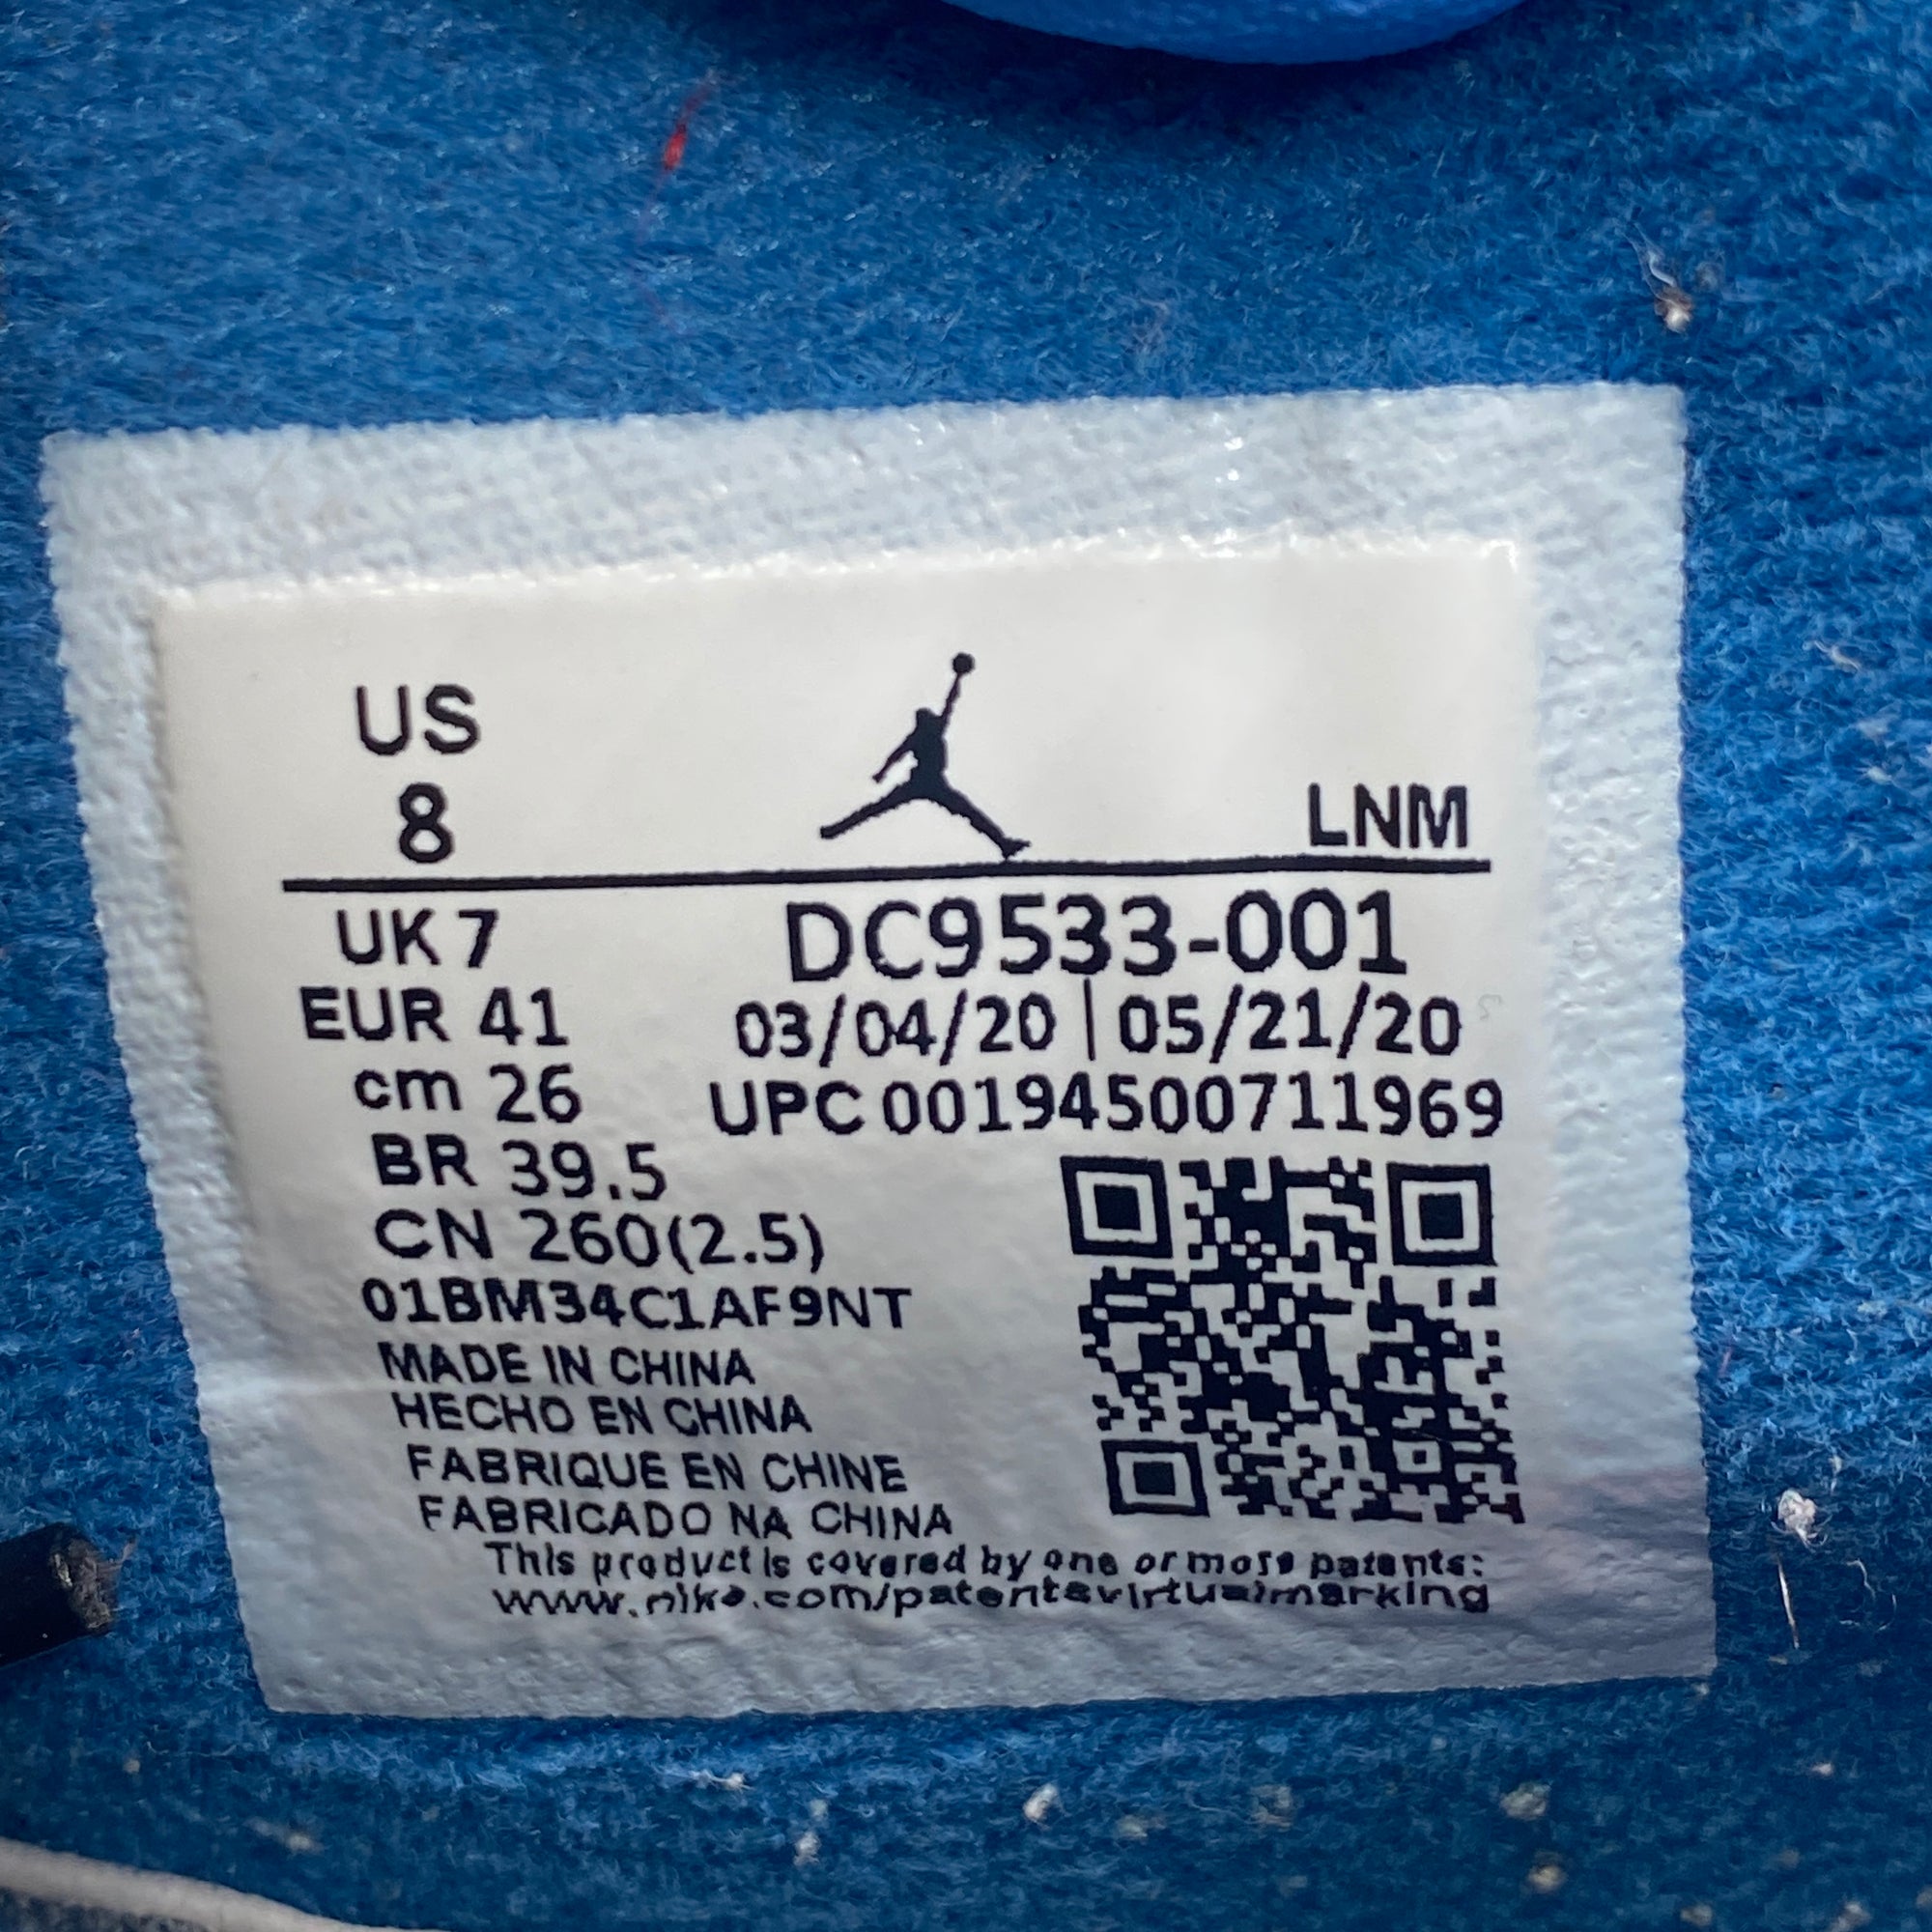 US
8
LNM
UK 7
DC9533-001
EUR 41
03/04/20 | 05/21/20
cm 26
UPC 00194500711969
BR 39.5
CN 260(2.5)
01BM34C1AF9NT
MADE IN CHINA
HECHO EN CHINA
FABRIQUE EN CHINE
FABRICADO NA CHINA
This product is covered by one or more patents:
www.nike.com/patentsvirtualmarking